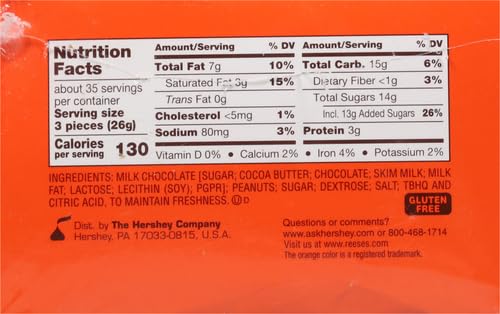 Nutrition
Facts
about 35 servings
per container
Serving size
3 pieces (26g)
Calories
per serving 130
Amount/Serving % DV
Total Fat 7g 10%
Saturated Fat 3g 15%
Trans Fat 0g
Cholesterol <5mg 1%
Sodium 80mg 3%
Amount/Serving % DV
Total Carb. 15g 6%
Dietary Fiber <1g 3%
Total Sugars 14g
Incl. 13g Added Sugars 26%
Protein 3g
Vitamin D 0% • Calcium 2% • Iron 4% • Potassium 2%
INGREDIENTS: MILK CHOCOLATE [SUGAR; COCOA BUTTER; CHOCOLATE; SKIM MILK; MILK
FAT; LACTOSE; LECITHIN (SOY); PGPR]; PEANUTS; SUGAR; DEXTROSE; SALT; TBHQ AND
CITRIC ACID, TO MAINTAIN FRESHNESS. Ⓤ D
GLUTEN
FREE
Dist. by The Hershey Company
Hershey, PA 17033-0815, U.S.A.
Questions or comments?
www.askhershey.com or 800-468-1714
Visit us at www.reeses.com
The orange color is a registered trademark.